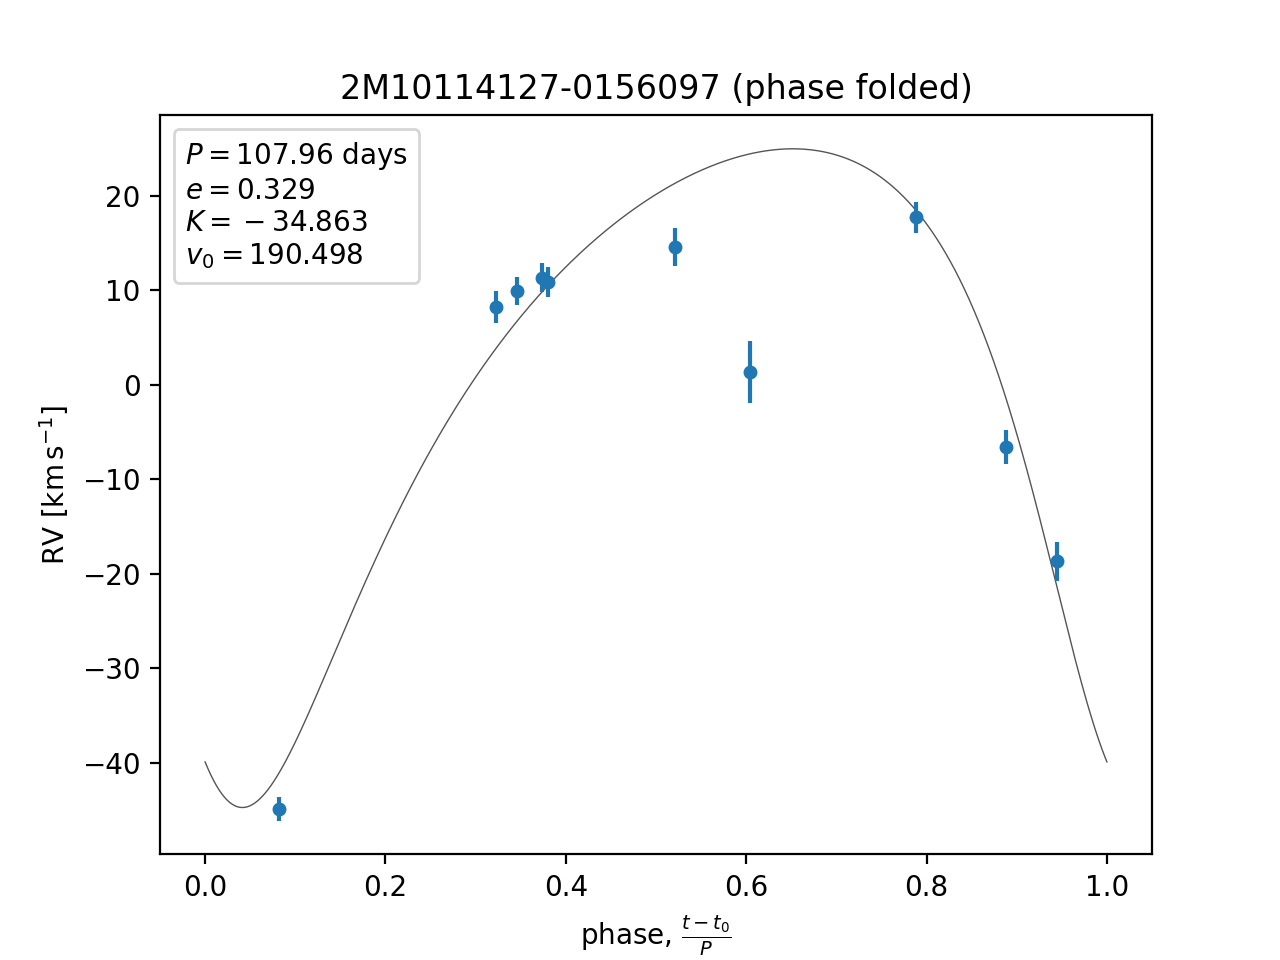 2M10114127-0156097 (phase folded)
P = 107.96 days
e = 0.329
K = −34.863
v₀ = 190.498
20
10
0
−10
−20
−30
−40
RV [km s⁻¹]
0.0 0.2 0.4 0.6 0.8 1.0
phase, (t − t₀)/P